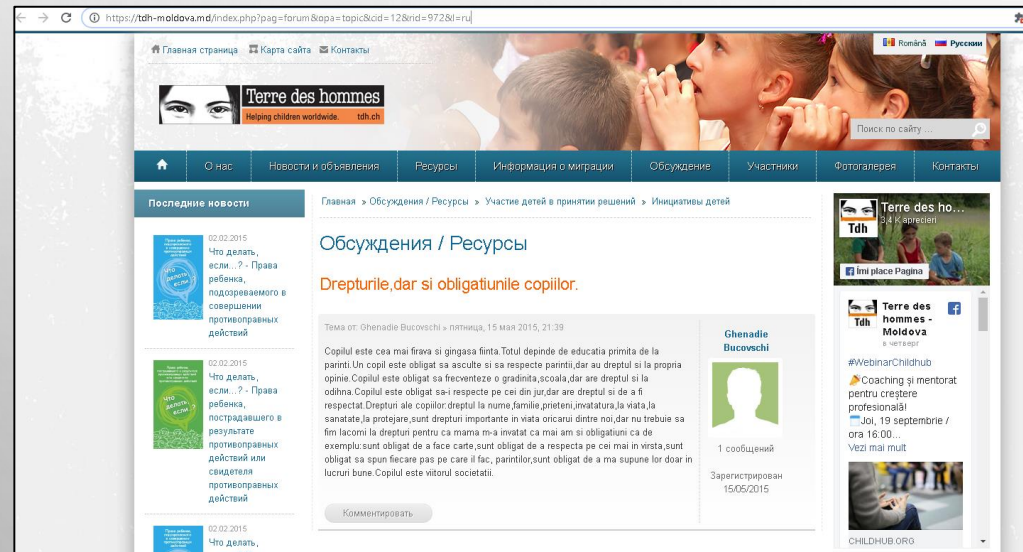 https://tdh-moldova.md/index.php?pag=forum&opa=topic&cid=12&rid=972&l=ru
Главная страница Карта сайта Контакты
Română Русский
Terre des hommes
Helping children worldwide. tdh.ch
Поиск по сайту ...
О нас Новости и объявления Ресурсы Информация о миграции Обсуждение Участники Фотогалерея Контакты
Последние новости
02.02.2015
Что делать,
если...? - Права
ребенка,
подозреваемого в
совершении
противоправных
действий
02.02.2015
Что делать,
если...? - Права
ребенка,
пострадавшего в
результате
противоправных
действий или
свидетеля
противоправных
действий
02.02.2015
Что делать,
Главная » Обсуждения / Ресурсы » Участие детей в принятии решений » Инициативы детей
Обсуждения / Ресурсы
Drepturile,dar si obligatiunile copiilor.
Тема от: Ghenadie Bucovschi » пятница, 15 мая 2015, 21:39
Copilul este cea mai firava si gingasa fiinta.Totul depinde de educatia primita de la
parinti.Un copil este obligat sa asculte si sa respecte parintii,dar au dreptul si la propria
opinie.Copilul este obligat sa frecventeze o gradinita,scoala,dar are dreptul si la
odihna.Copilul este obligat sa-i respecte pe cei din jur,dar are dreptul si de a fi
respectat.Drepturi ale copiilor:dreptul la nume,familie,prieteni,invatatura,la viata,la
sanatate,la protejare,sunt drepturi importante in viata oricarui dintre noi,dar nu trebuie sa
fim lacomi la drepturi pentru ca mama m-a invatat ca mai am si obligatiuni ca de
exemplu:sunt obligat de a face carte,sunt obligat de a respecta pe cei mai in virsta,sunt
obligat sa spun fiecare pas pe care il fac, parintilor,sunt obligat de a ma supune lor doar in
lucruri bune.Copilul este viitorul societatii.
Комментировать
Ghenadie
Bucovschi
1 сообщений
Зарегистрирован
15/05/2015
Terre des ho...
3,4 K aprecieri
Tdh
Îmi place Pagina
Tdh
Terre des
hommes -
Moldova
в четверг
#WebinarChildhub
Coaching și mentorat
pentru creștere
profesională!
Joi, 19 septembrie /
ora 16:00...
Vezi mai mult
CHILDHUB.ORG